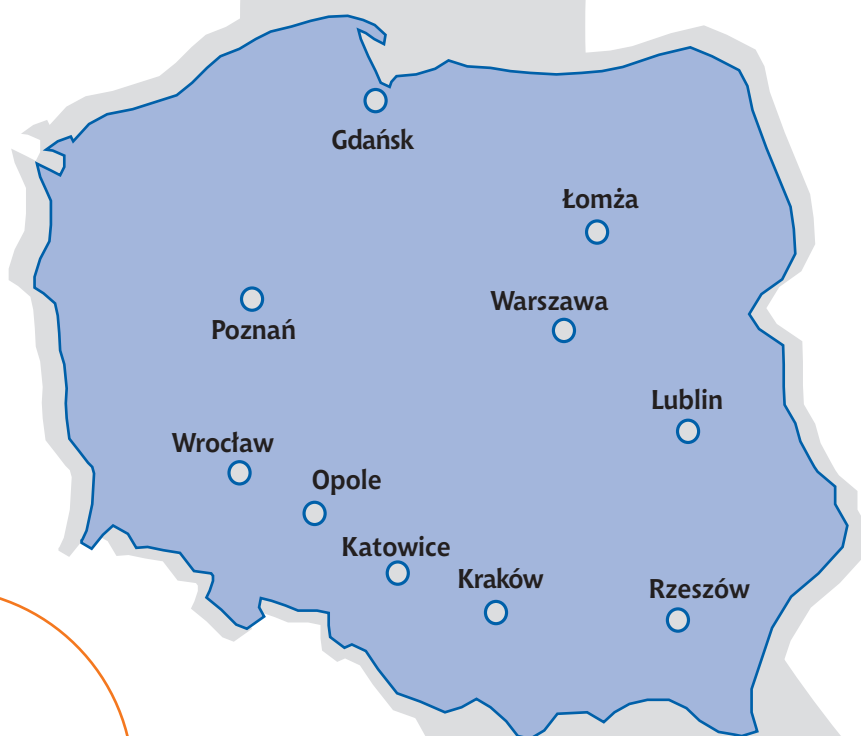 Gdańsk
Łomża
Warszawa
Poznań
Lublin
Wrocław
Opole
Katowice
Kraków
Rzeszów